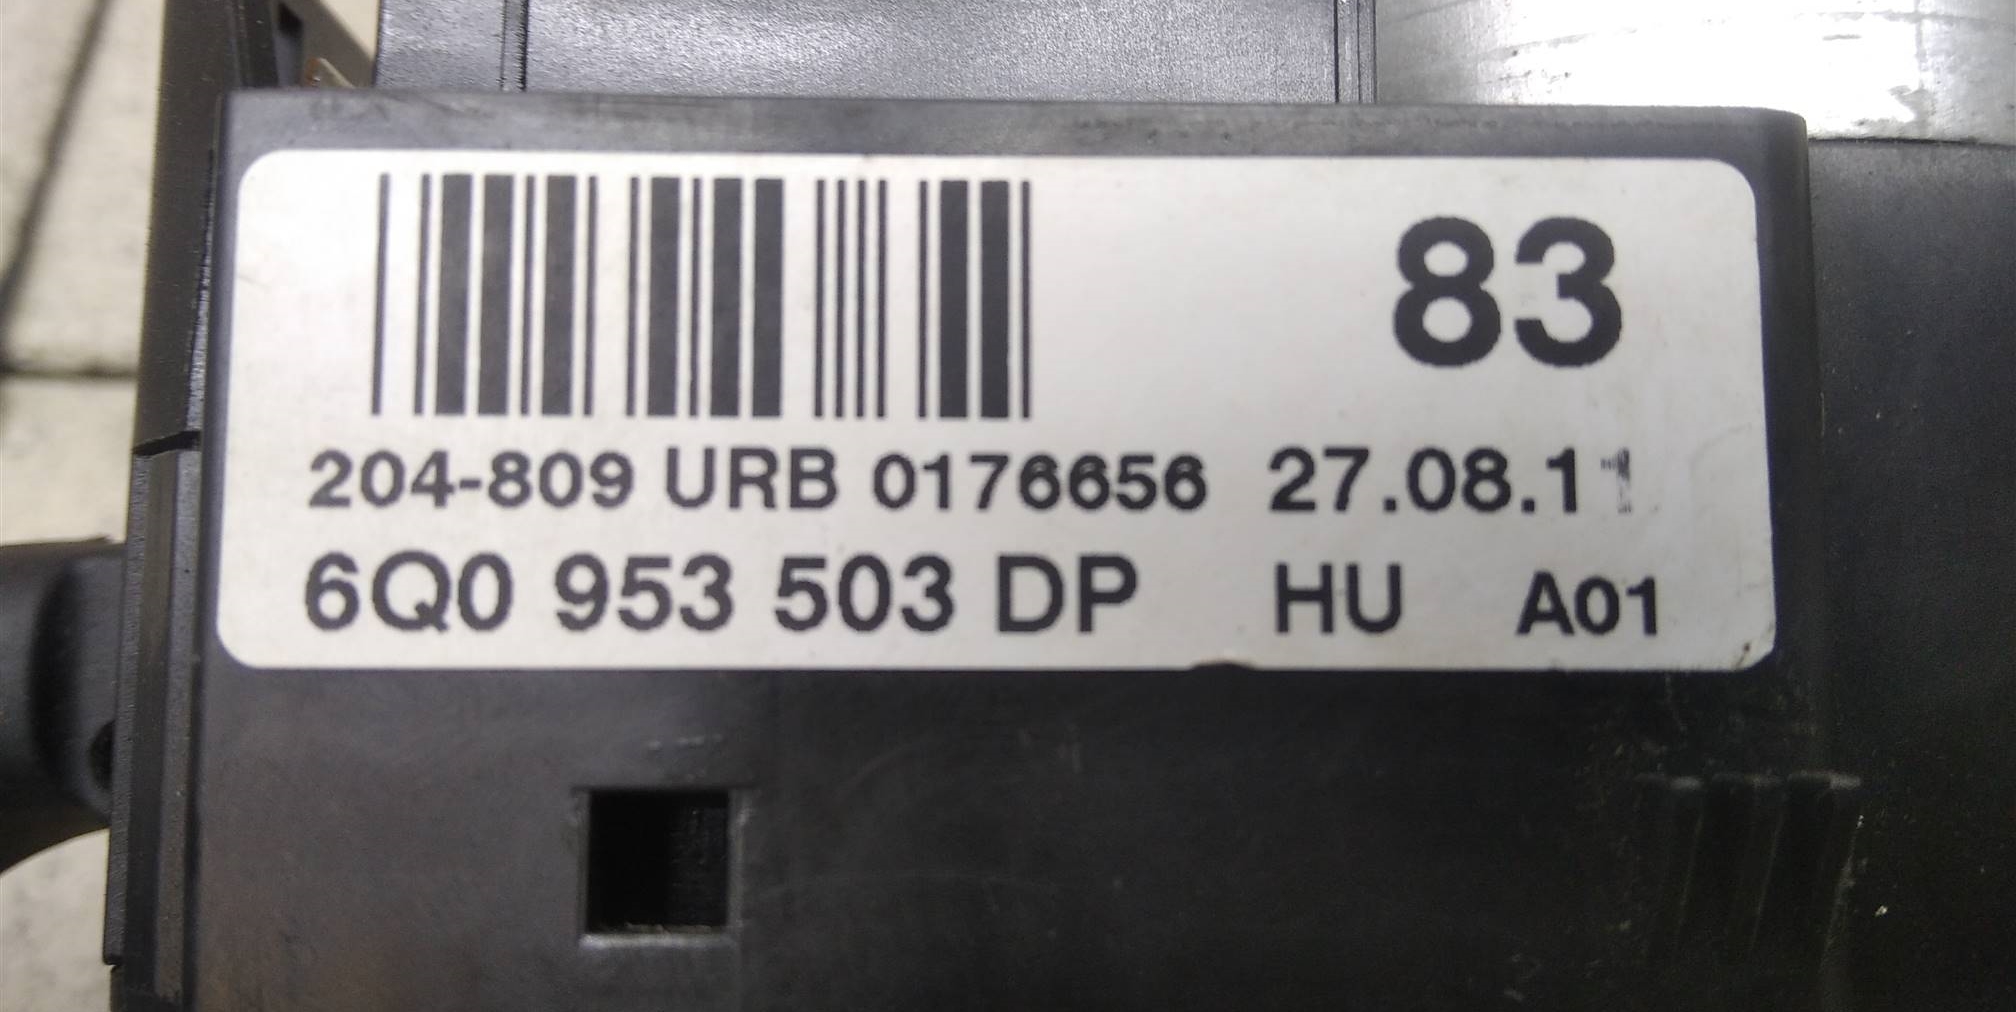 83
204-809 URB 0176656 27.08.11
6Q0 953 503 DP HU A01